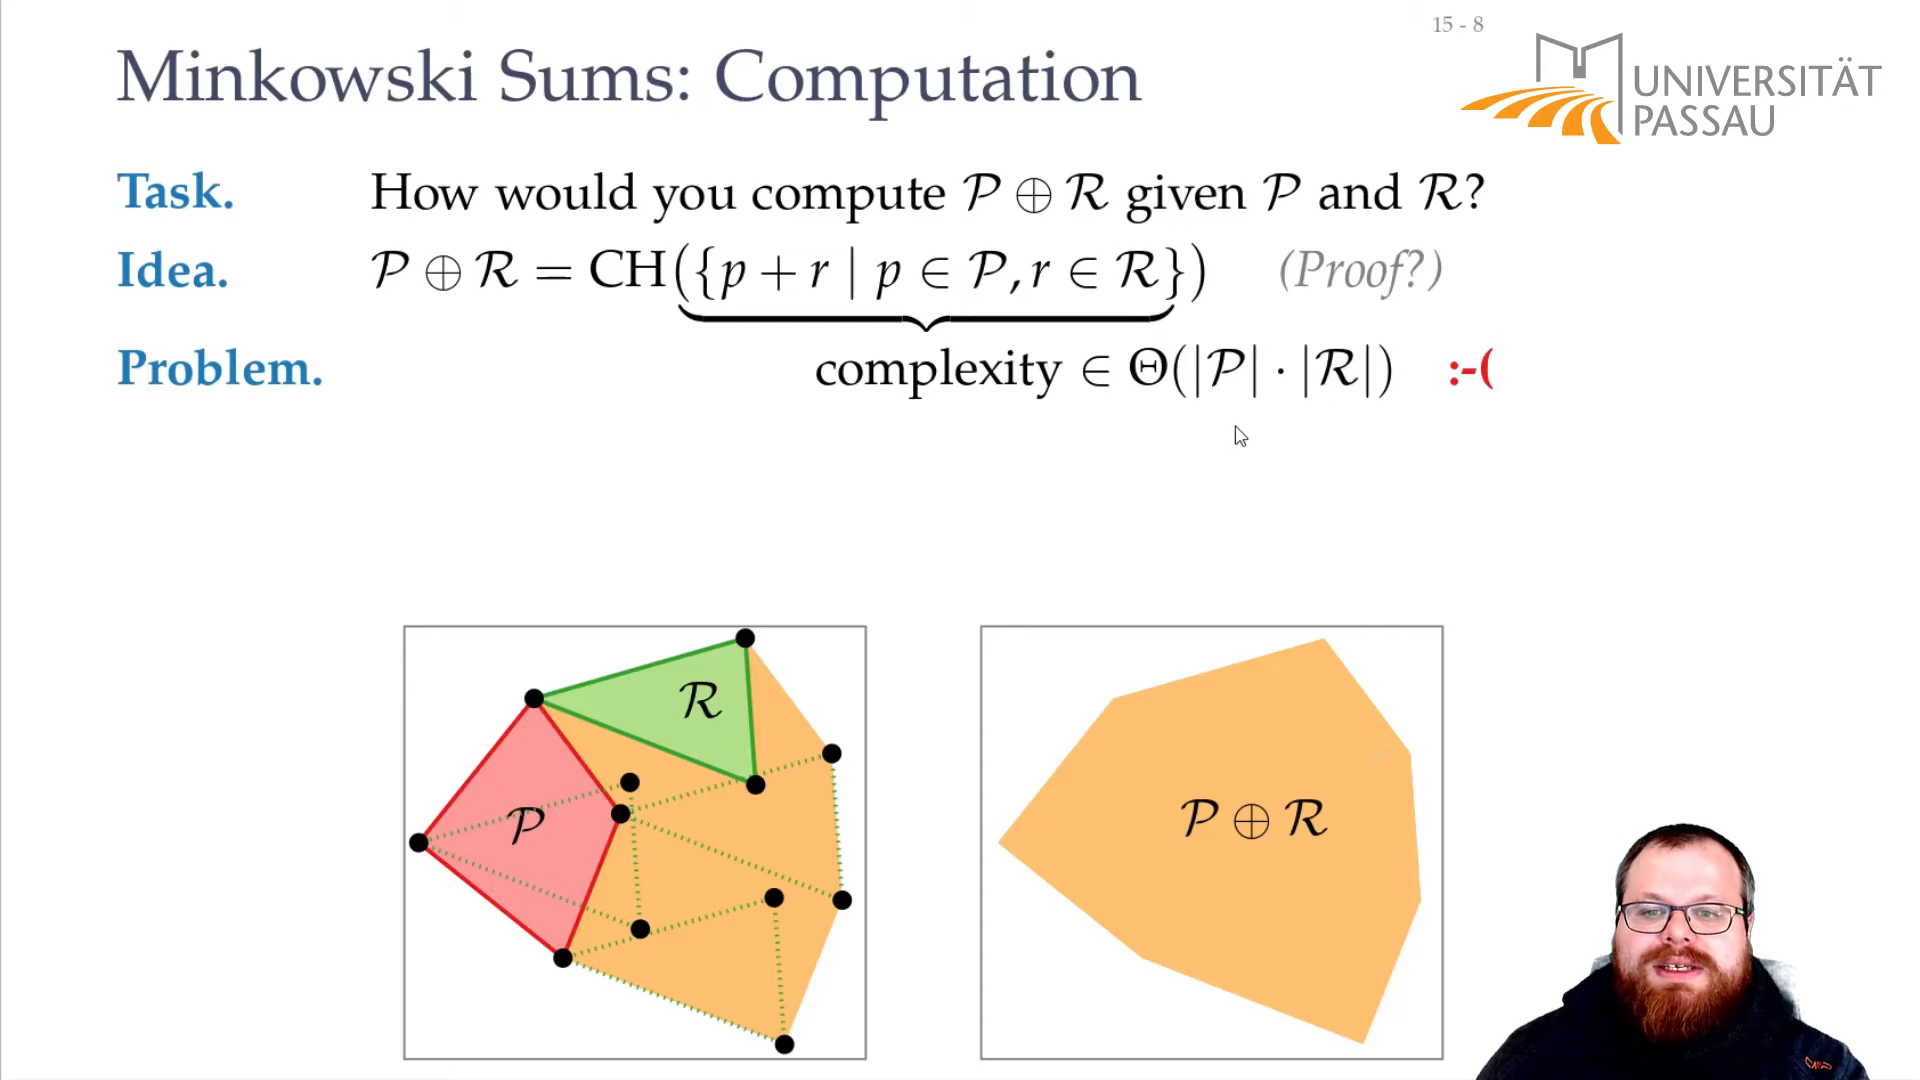 15 - 8
Minkowski Sums: Computation
UNIVERSITÄT
PASSAU
Task. How would you compute 𝒫 ⊕ ℛ given 𝒫 and ℛ?
Idea. 𝒫 ⊕ ℛ = CH({p + r | p ∈ 𝒫, r ∈ ℛ}) (Proof?)
Problem. complexity ∈ Θ(|𝒫| · |ℛ|) :-(
ℛ
𝒫
𝒫 ⊕ ℛ